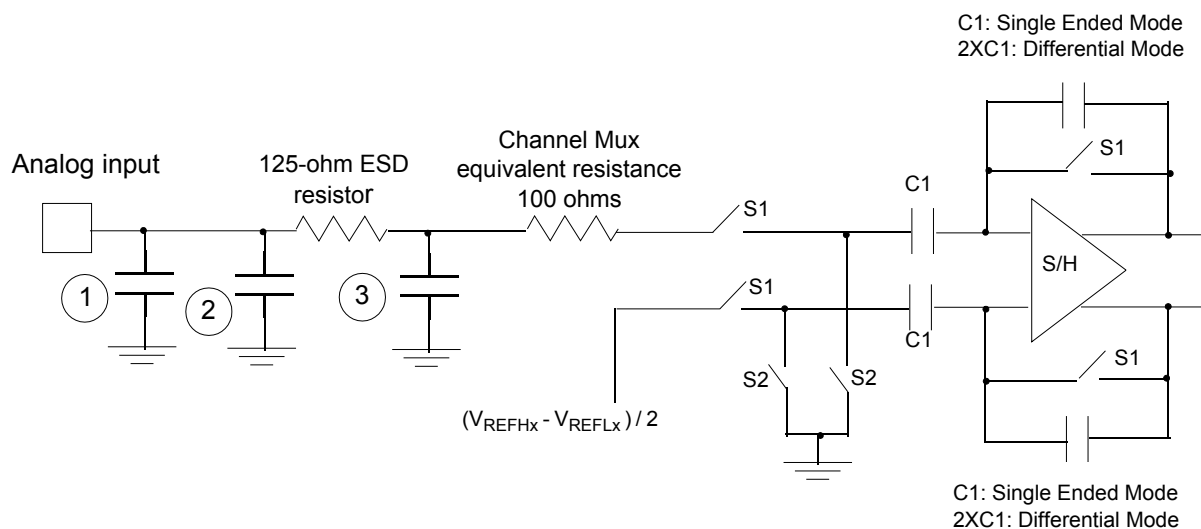 C1: Single Ended Mode
2XC1: Differential Mode
Analog input
125-ohm ESD
resistor
Channel Mux
equivalent resistance
100 ohms
S1
C1
S1
S/H
1
2
3
S1
C1
S2
S2
S1
(VREFHx - VREFLx ) / 2
C1: Single Ended Mode
2XC1: Differential Mode